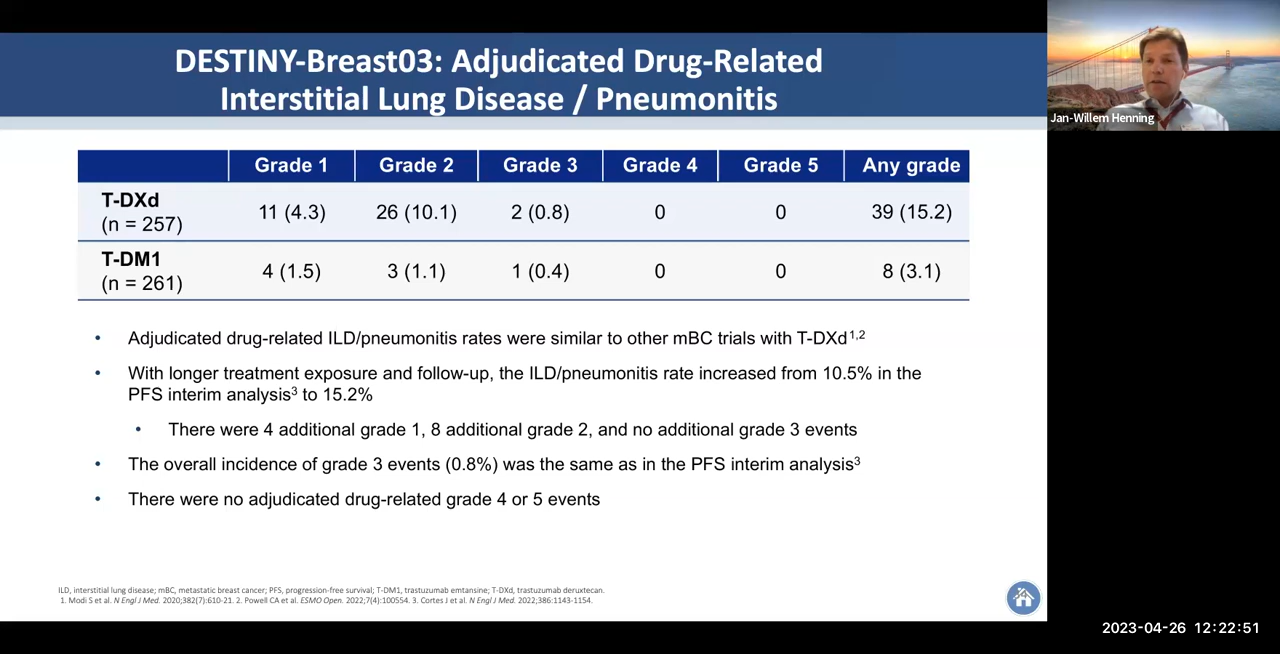 DESTINY-Breast03: Adjudicated Drug-Related
Interstitial Lung Disease / Pneumonitis
Jan-Willem Henning
Grade 1 Grade 2 Grade 3 Grade 4 Grade 5 Any grade
T-DXd
(n = 257) 11 (4.3) 26 (10.1) 2 (0.8) 0 0 39 (15.2)
T-DM1
(n = 261) 4 (1.5) 3 (1.1) 1 (0.4) 0 0 8 (3.1)
• Adjudicated drug-related ILD/pneumonitis rates were similar to other mBC trials with T-DXd1,2
• With longer treatment exposure and follow-up, the ILD/pneumonitis rate increased from 10.5% in the
PFS interim analysis3 to 15.2%
• There were 4 additional grade 1, 8 additional grade 2, and no additional grade 3 events
• The overall incidence of grade 3 events (0.8%) was the same as in the PFS interim analysis3
• There were no adjudicated drug-related grade 4 or 5 events
ILD, interstitial lung disease; mBC, metastatic breast cancer; PFS, progression-free survival; T-DM1, trastuzumab emtansine; T-DXd, trastuzumab deruxtecan.
1. Modi S et al. N Engl J Med. 2020;382(7):610-21. 2. Powell CA et al. ESMO Open. 2022;7(4):100554. 3. Cortes J et al. N Engl J Med. 2022;386:1143-1154.
2023-04-26 12:22:51